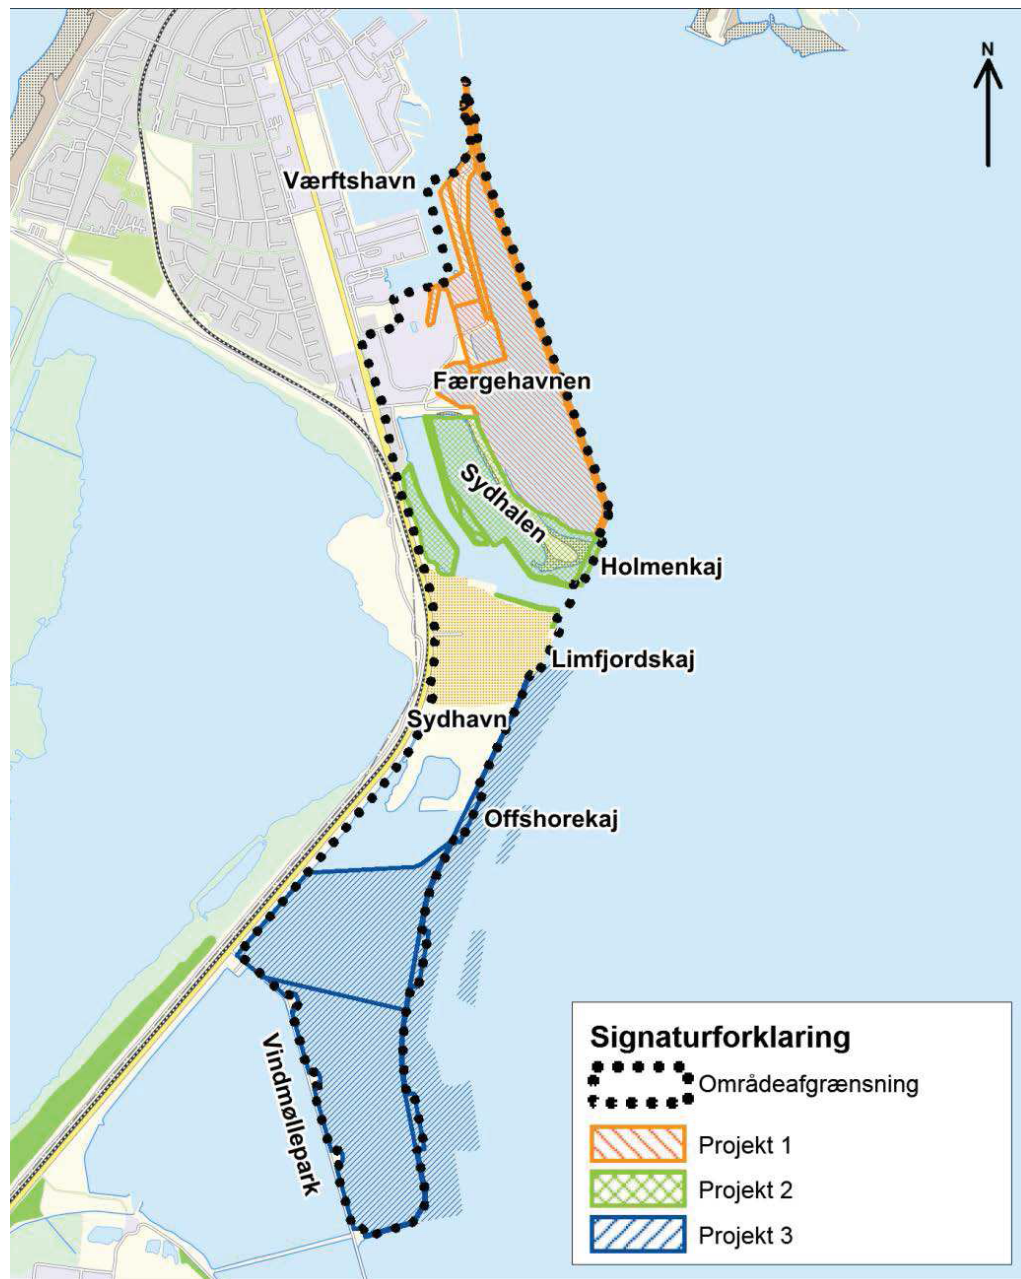 N
Værftshavn
Færgehavnen
Sydhalen
Holmenkaj
Limfjordskaj
Sydhavn
Offshorekaj
Vindmøllepark
Signaturforklaring
Områdeafgrænsning
Projekt 1
Projekt 2
Projekt 3